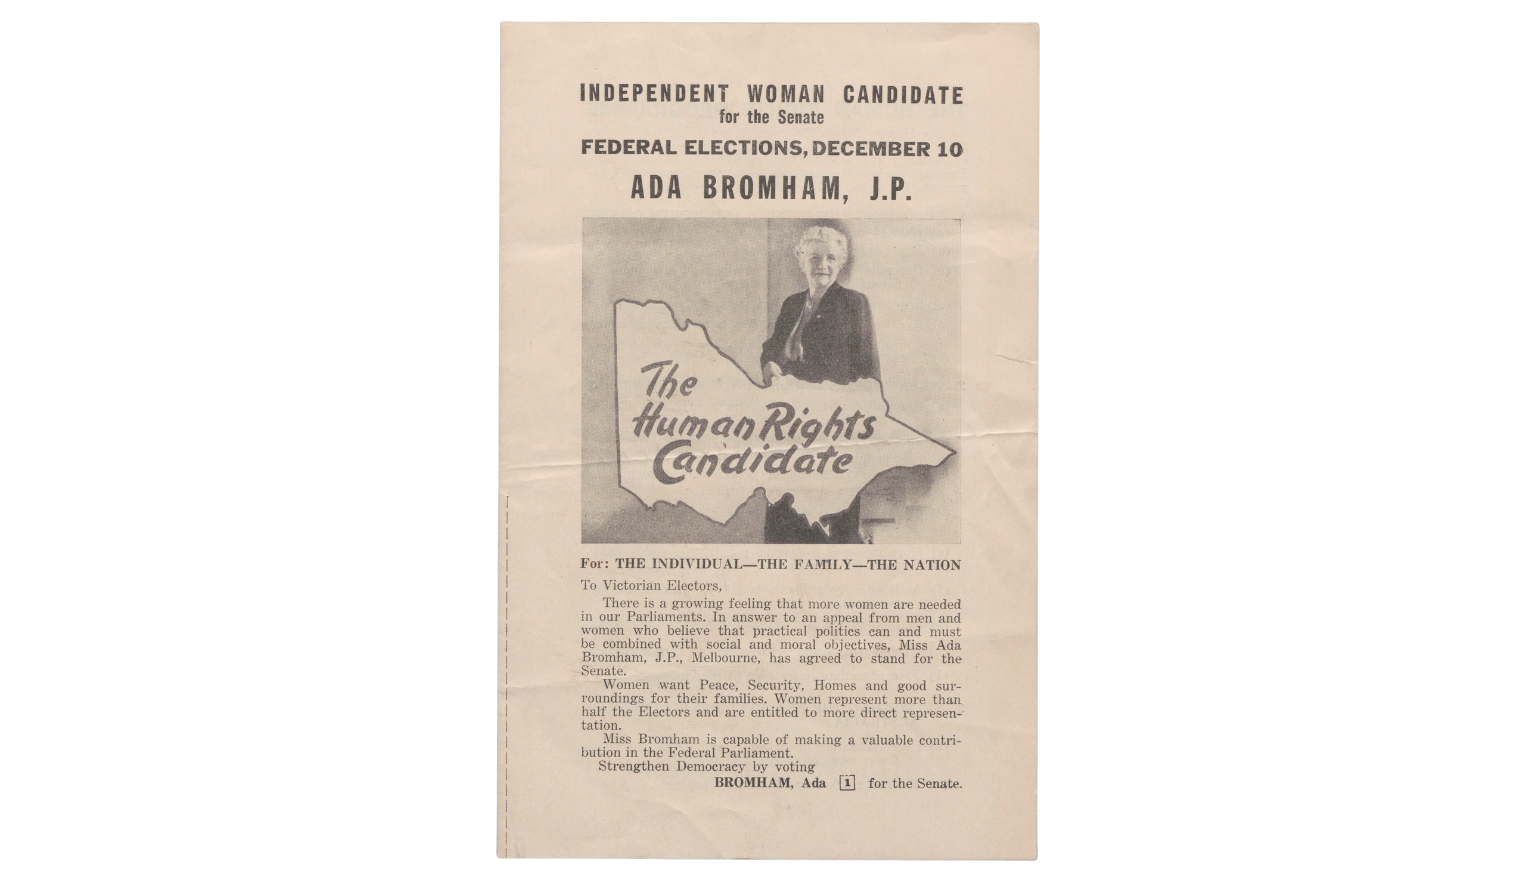 INDEPENDENT WOMAN CANDIDATE
for the Senate
FEDERAL ELECTIONS, DECEMBER 10
ADA BROMHAM, J.P.
The
Human Rights
Candidate
For: THE INDIVIDUAL—THE FAMILY—THE NATION
To Victorian Electors,
There is a growing feeling that more women are needed
in our Parliaments. In answer to an appeal from men and
women who believe that practical politics can and must
be combined with social and moral objectives, Miss Ada
Bromham, J.P., Melbourne, has agreed to stand for the
Senate.
Women want Peace, Security, Homes and good sur-
roundings for their families. Women represent more than
half the Electors and are entitled to more direct represen-
tation.
Miss Bromham is capable of making a valuable contri-
bution in the Federal Parliament.
Strengthen Democracy by voting
BROMHAM, Ada 1 for the Senate.